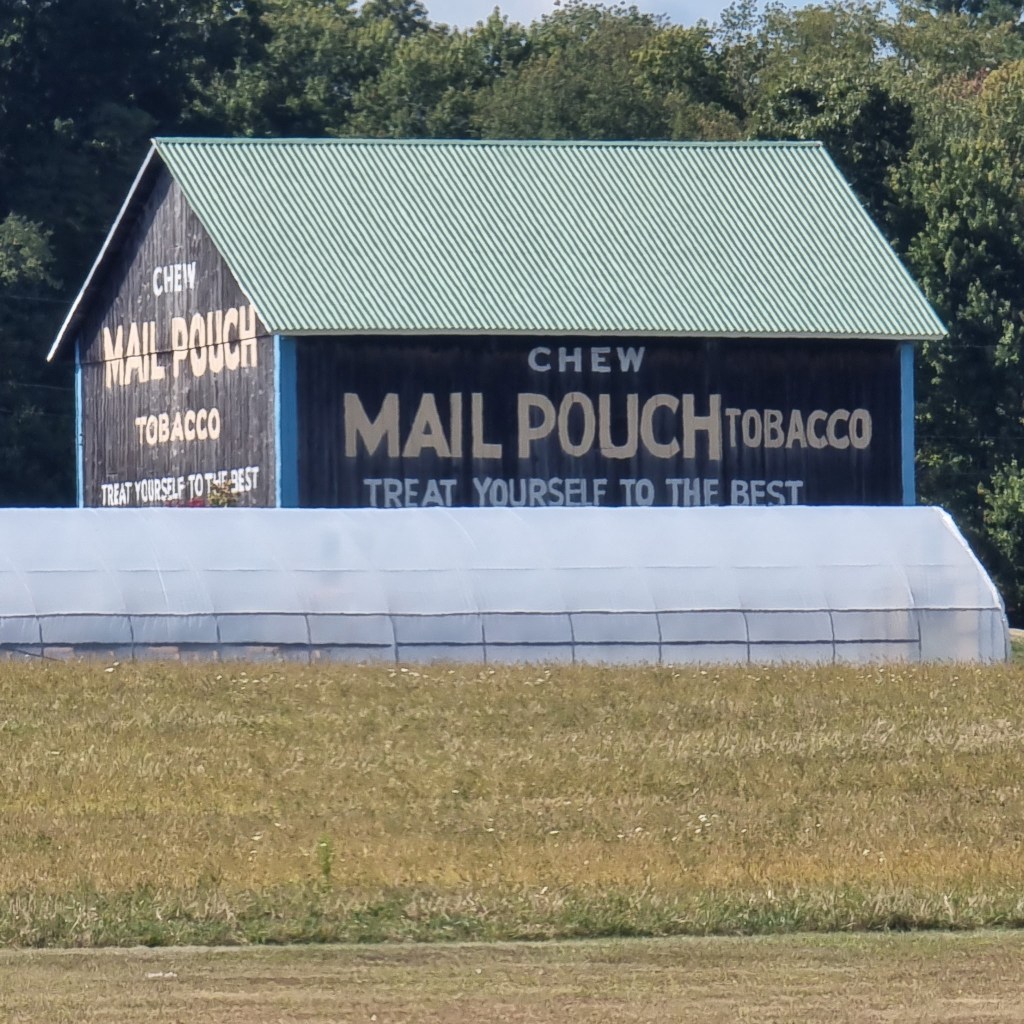 CHEW
MAIL POUCH
TOBACCO
TREAT YOURSELF TO THE BEST
CHEW
MAIL POUCH TOBACCO
TREAT YOURSELF TO THE BEST